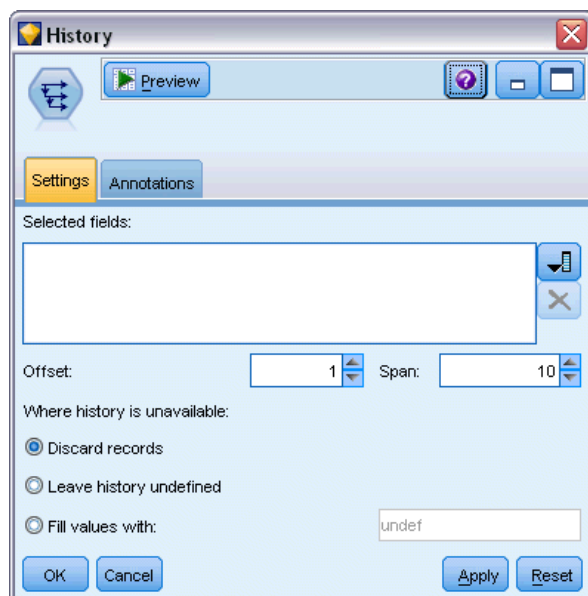 History
Preview
?
Settings
Annotations
Selected fields:
Offset:
1
Span:
10
Where history is unavailable:
Discard records
Leave history undefined
Fill values with:
undef
OK
Cancel
Apply
Reset